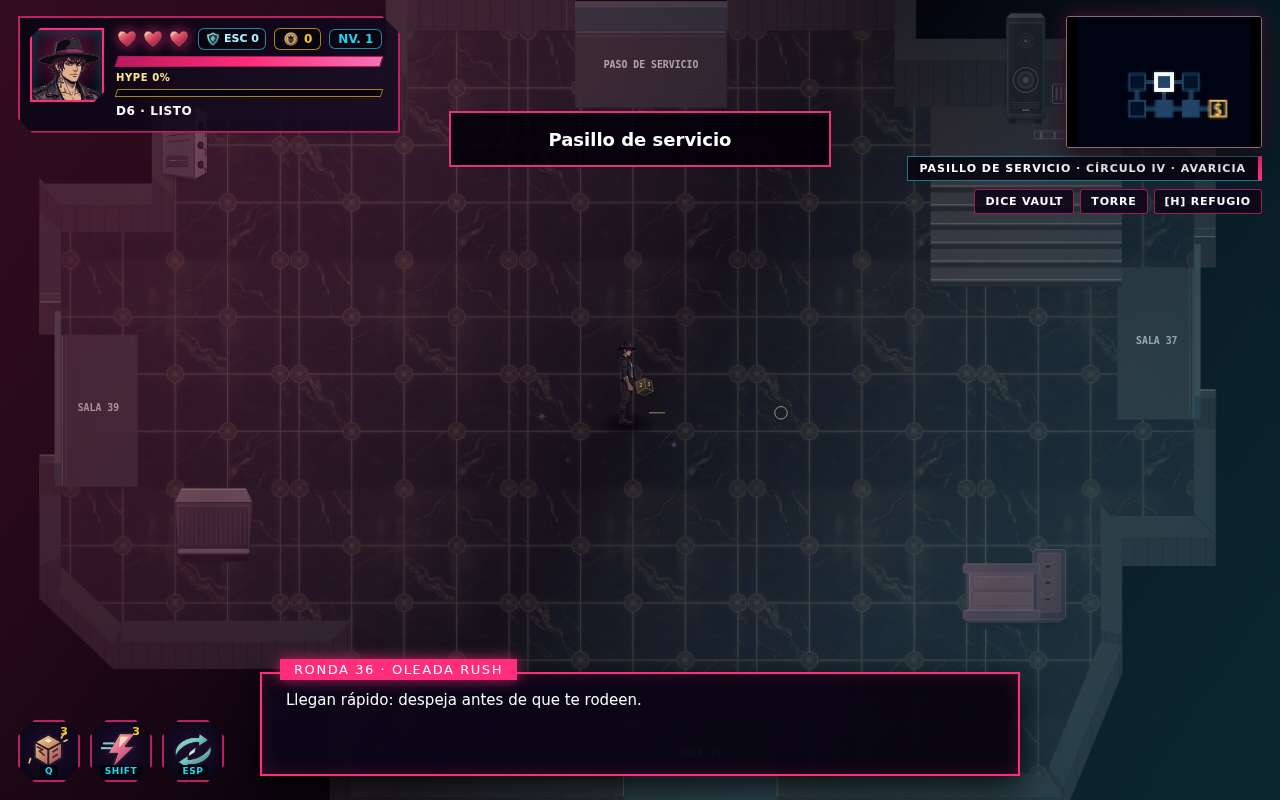 ESC 0
0
NV. 1
HYPE 0%
D6 · LISTO
PASO DE SERVICIO
Pasillo de servicio
$
PASILLO DE SERVICIO · CÍRCULO IV · AVARICIA
DICE VAULT
TORRE
[H] REFUGIO
SALA 37
SALA 39
RONDA 36 · OLEADA RUSH
Llegan rápido: despeja antes de que te rodeen.
3
Q
3
SHIFT
ESP